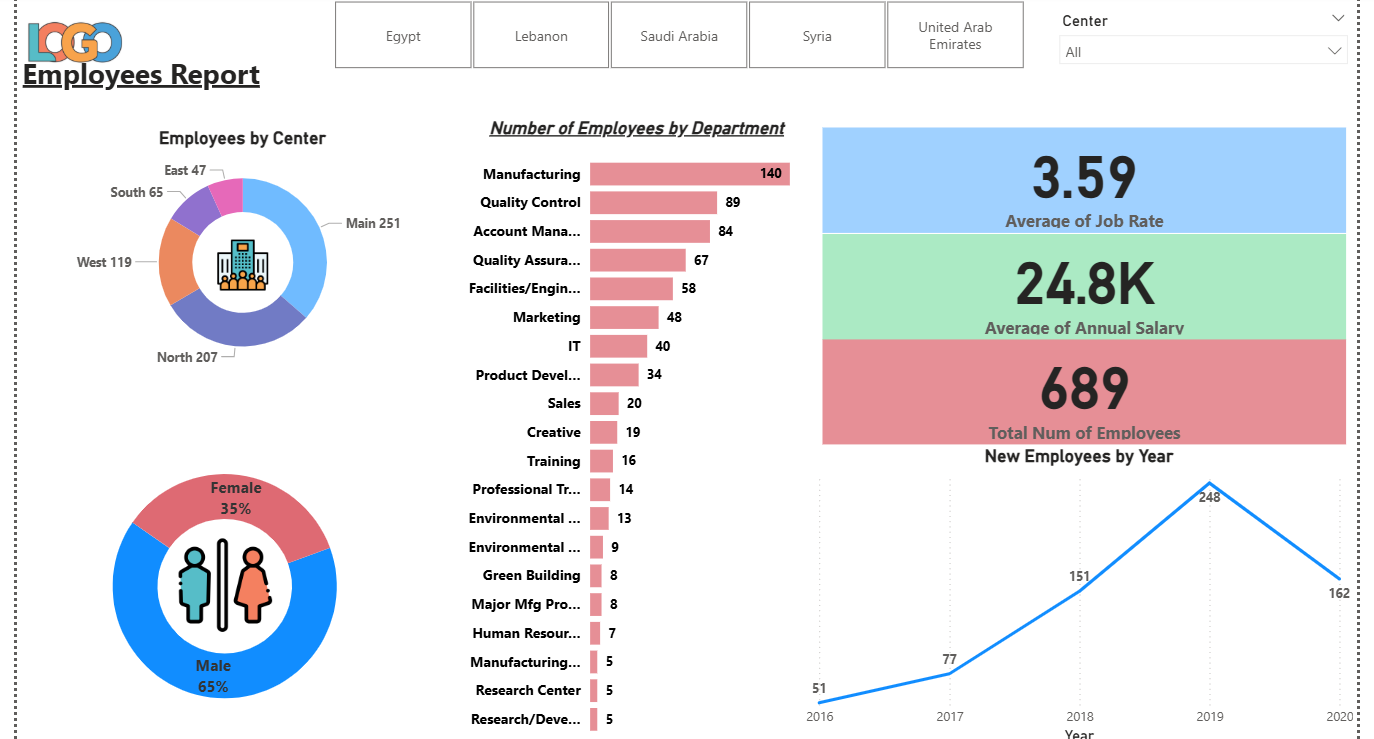 LOGO
Employees Report
Egypt
Lebanon
Saudi Arabia
Syria
United Arab
Emirates
Center
All
Employees by Center
East 47
South 65
Main 251
West 119
North 207
Female
35%
Male
65%
Number of Employees by Department
Manufacturing 140
Quality Control 89
Account Mana... 84
Quality Assura... 67
Facilities/Engin... 58
Marketing 48
IT 40
Product Devel... 34
Sales 20
Creative 19
Training 16
Professional Tr... 14
Environmental ... 13
Environmental ... 9
Green Building 8
Major Mfg Pro... 8
Human Resour... 7
Manufacturing... 5
Research Center 5
Research/Deve... 5
3.59
Average of Job Rate
24.8K
Average of Annual Salary
689
Total Num of Employees
New Employees by Year
248
151
162
77
51
2016 2017 2018 2019 2020
Year